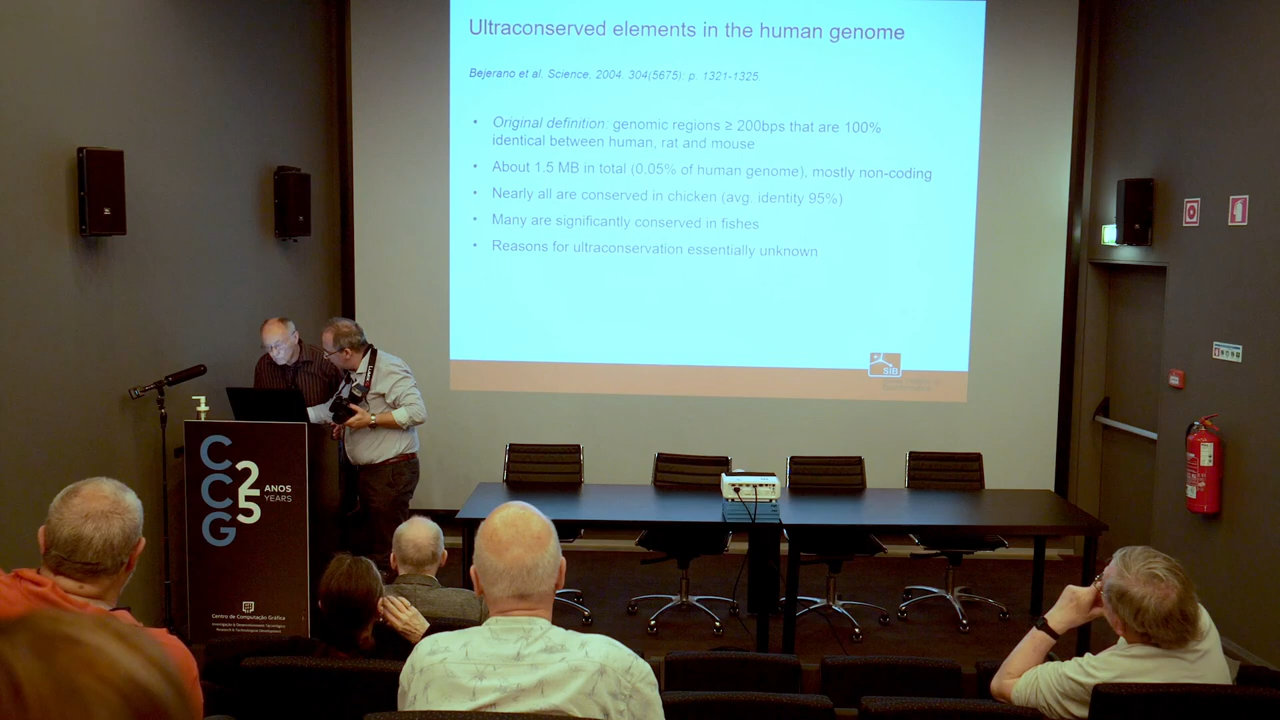 Ultraconserved elements in the human genome
Bejerano et al. Science, 2004. 304(5675): p. 1321-1325.
• Original definition: genomic regions ≥ 200bps that are 100%
identical between human, rat and mouse
• About 1.5 MB in total (0.05% of human genome), mostly non-coding
• Nearly all are conserved in chicken (avg. identity 95%)
• Many are significantly conserved in fishes
• Reasons for ultraconservation essentially unknown
SIB
CCG
25
ANOS
YEARS
Centro de Computação Gráfica